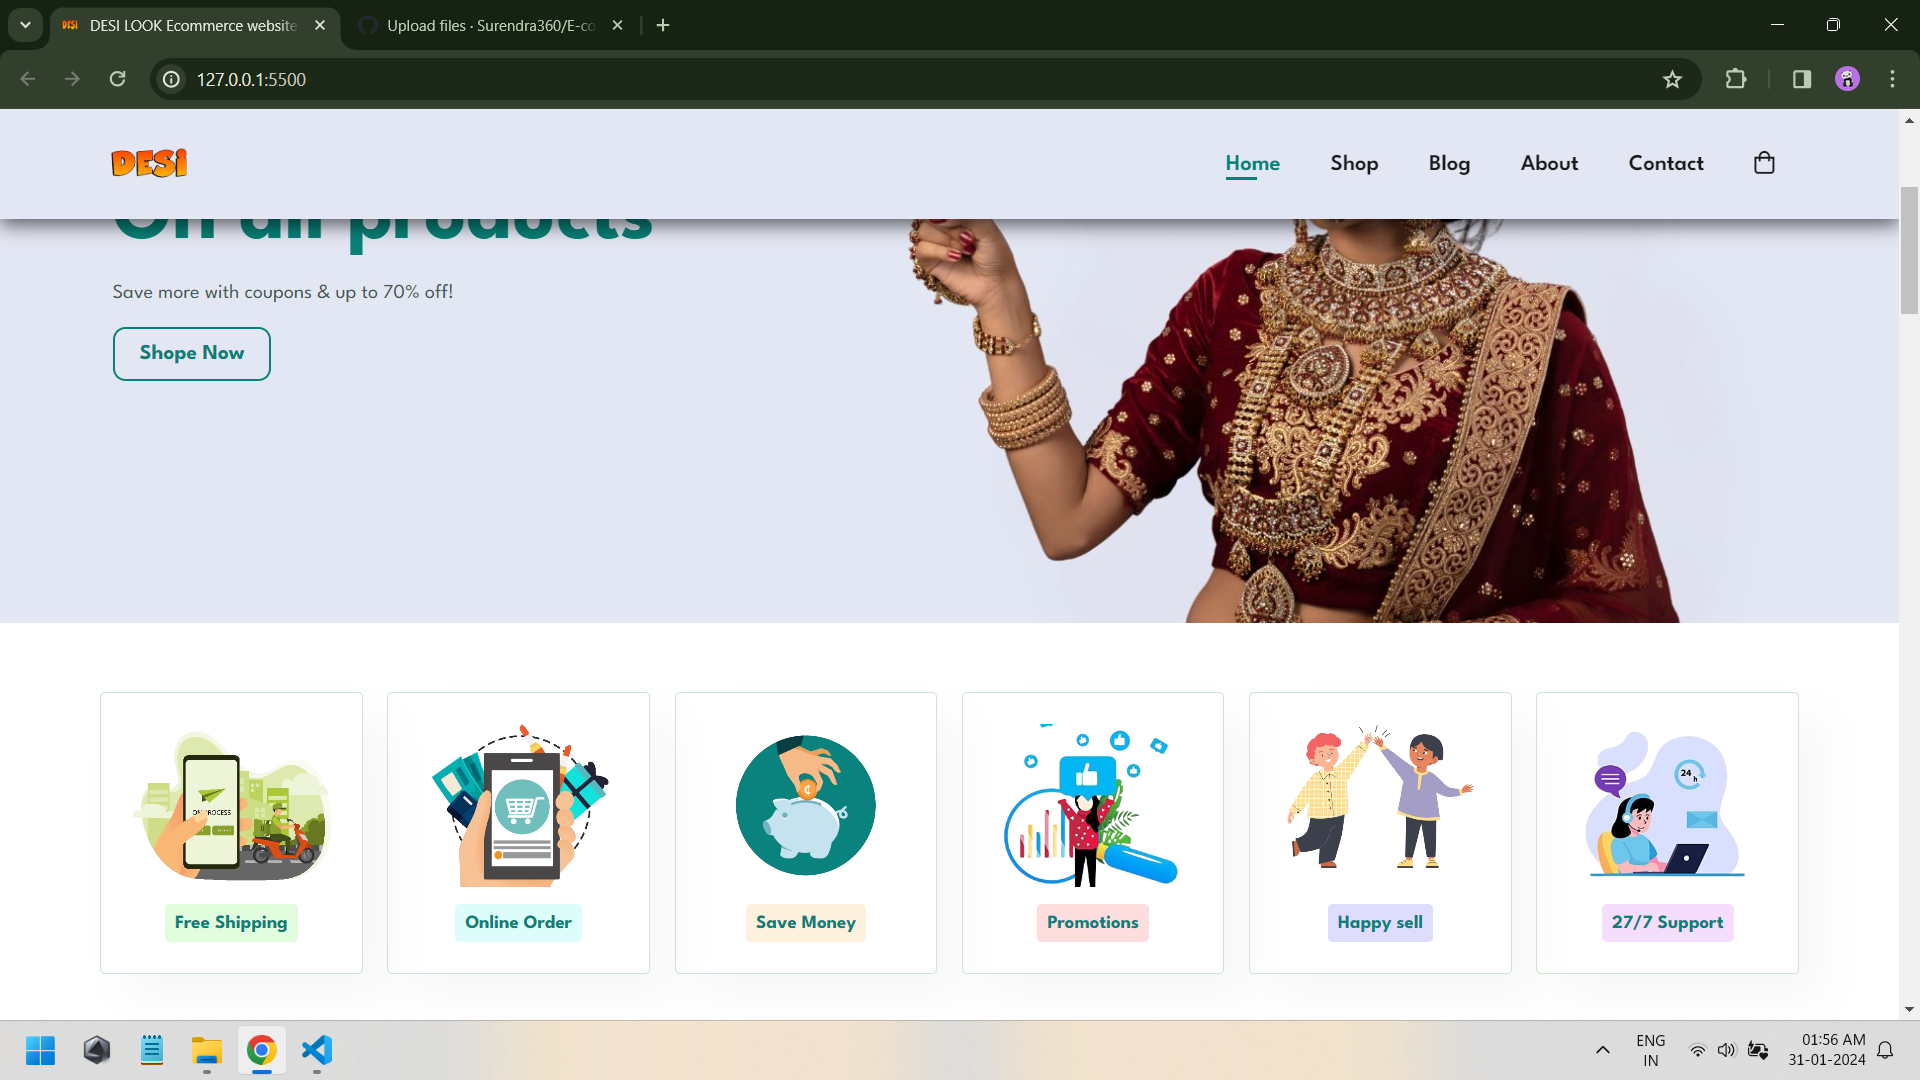 DESI LOOK Ecommerce website
Upload files · Surendra360/E-co
127.0.0.1:5500
DESI
Home
Shop
Blog
About
Contact
On all products
Save more with coupons & up to 70% off!
Shope Now
24 h
Free Shipping
Online Order
Save Money
Promotions
Happy sell
27/7 Support
ENG
IN
01:56 AM
31-01-2024